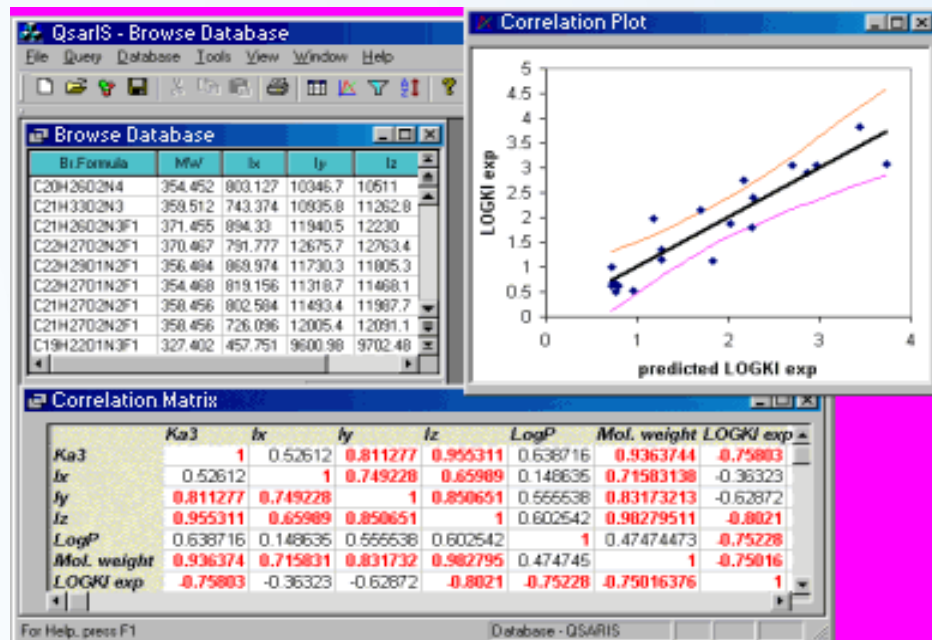 QsarIS - Browse Database
File Query Database Tools View Window Help
Browse Database
Br.Formula MW Ix Iy Iz
C20H26O2N4 354.452 803.127 10346.7 10511
C21H33O2N3 359.512 743.374 10935.8 11262.8
C21H26O2N3F1 371.455 894.33 11940.5 12230
C22H27O2N2F1 370.467 791.777 12675.7 12763.4
C22H29O1N2F1 356.484 869.974 11730.3 11805.3
C22H27O1N2F1 354.468 819.156 11318.7 11468.1
C21H27O2N2F1 358.456 802.584 11493.4 11987.7
C21H27O2N2F1 358.456 726.096 12005.4 12091.1
C19H22O1N3F1 327.402 457.751 9600.98 9702.48
Correlation Plot
5
4.5
4
3.5
3
2.5
2
1.5
1
0.5
0
LOGKI exp
0 1 2 3 4
predicted LOGKI exp
Correlation Matrix
Ka3 Ix Iy Iz LogP Mol. weight LOGKI exp
Ka3 1 0.52612 0.811277 0.955311 0.638716 0.9363744 -0.75803
Ix 0.52612 1 0.749228 0.65989 0.148635 0.71583138 -0.36323
Iy 0.811277 0.749228 1 0.850651 0.555538 0.83173213 -0.62872
Iz 0.955311 0.65989 0.850651 1 0.602542 0.98279511 -0.8021
LogP 0.638716 0.148635 0.555538 0.602542 1 0.47474473 -0.75228
Mol. weight 0.936374 0.715831 0.831732 0.982795 0.474745 1 -0.75016
LOGKI exp -0.75803 -0.36323 -0.62872 -0.8021 -0.75228 -0.75016376 1
For Help, press F1
Database - QSARIS